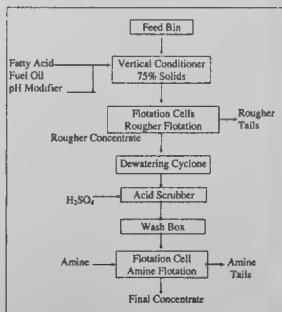 Feed Bin
Fatty Acid
Fuel Oil
pH Modifier
Vertical Conditioner
75% Solids
Flotation Cells
Rougher Flotation
Rougher
Tails
Rougher Concentrate
Dewatering Cyclone
H₂SO₄
Acid Scrubber
Wash Box
Amine
Flotation Cell
Amine Flotation
Amine
Tails
Final Concentrate